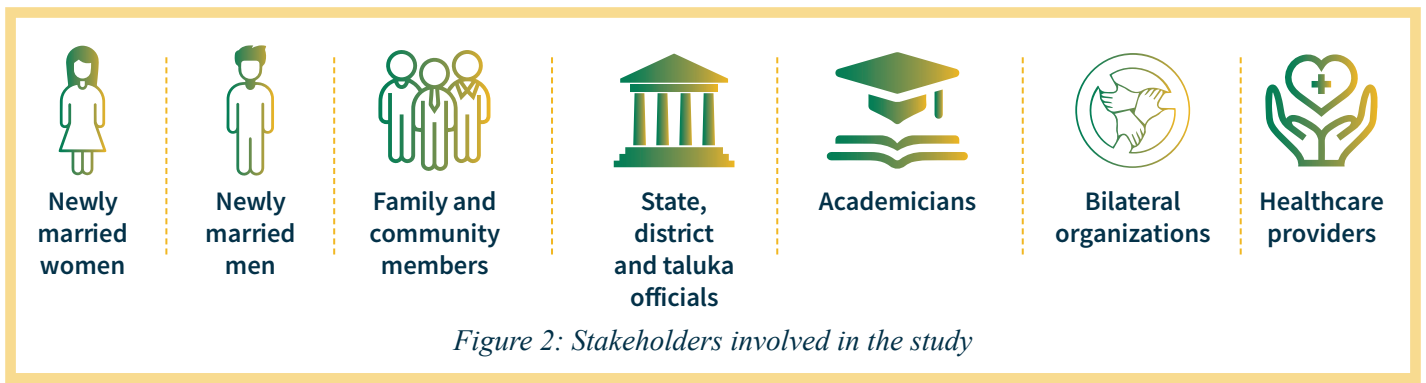 Newly
married
women
Newly
married
men
Family and
community
members
State,
district
and taluka
officials
Academicians
Bilateral
organizations
Healthcare
providers
Figure 2: Stakeholders involved in the study